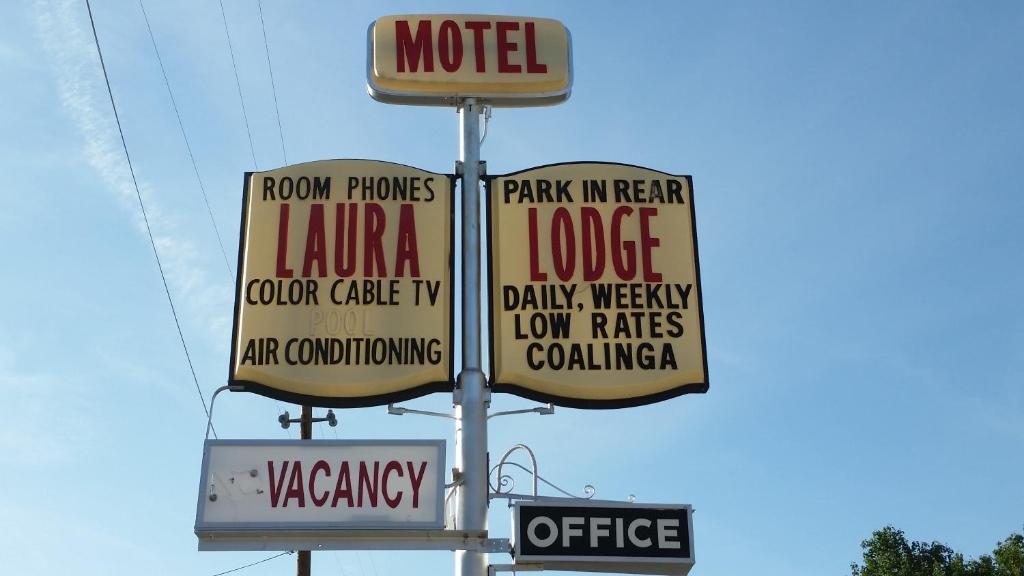 MOTEL
ROOM PHONES
LAURA
COLOR CABLE TV
POOL
AIR CONDITIONING
PARK IN REAR
LODGE
DAILY, WEEKLY
LOW RATES
COALINGA
VACANCY
OFFICE